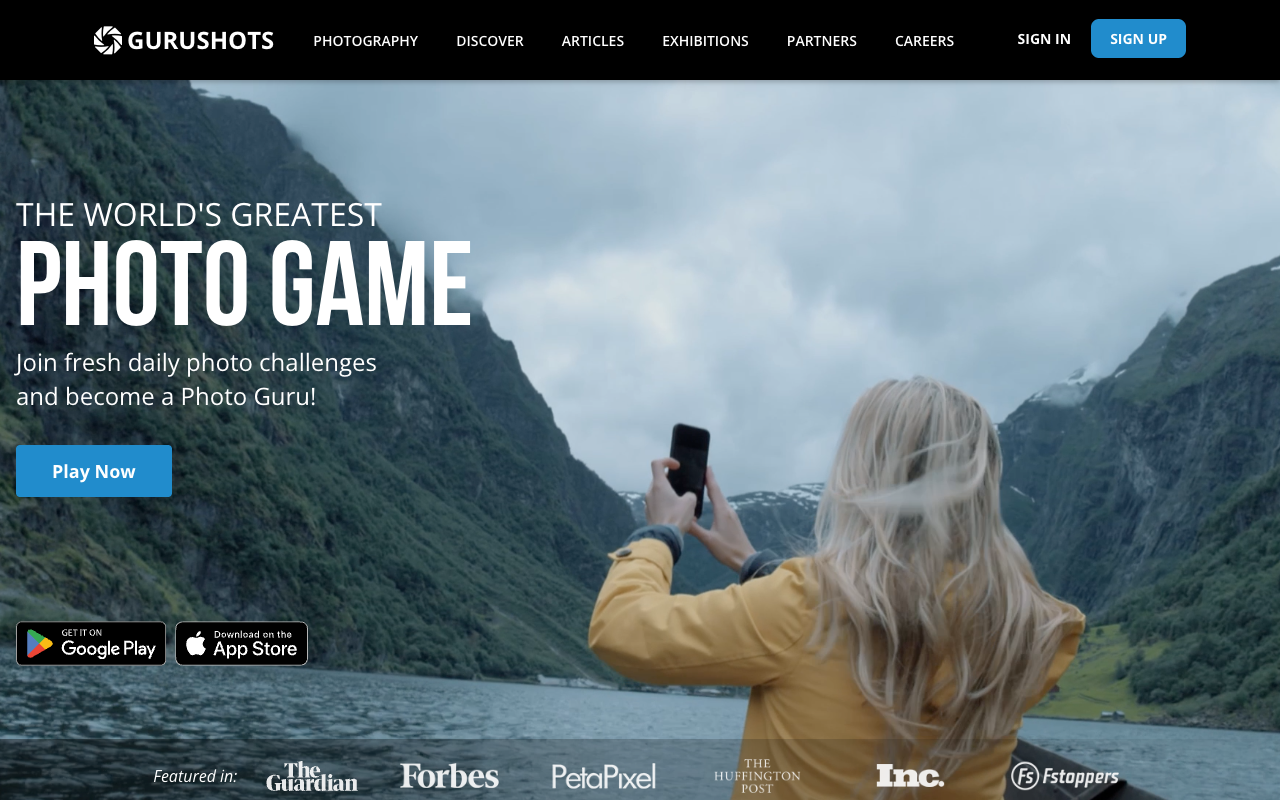 GURUSHOTS
PHOTOGRAPHY
DISCOVER
ARTICLES
EXHIBITIONS
PARTNERS
CAREERS
SIGN IN
SIGN UP
THE WORLD'S GREATEST
PHOTO GAME
Join fresh daily photo challenges
and become a Photo Guru!
Play Now
GET IT ON
Google Play
Download on the
App Store
Featured in:
The
Guardian
Forbes
PetaPixel
THE
HUFFINGTON
POST
Inc.
Fs Fstoppers